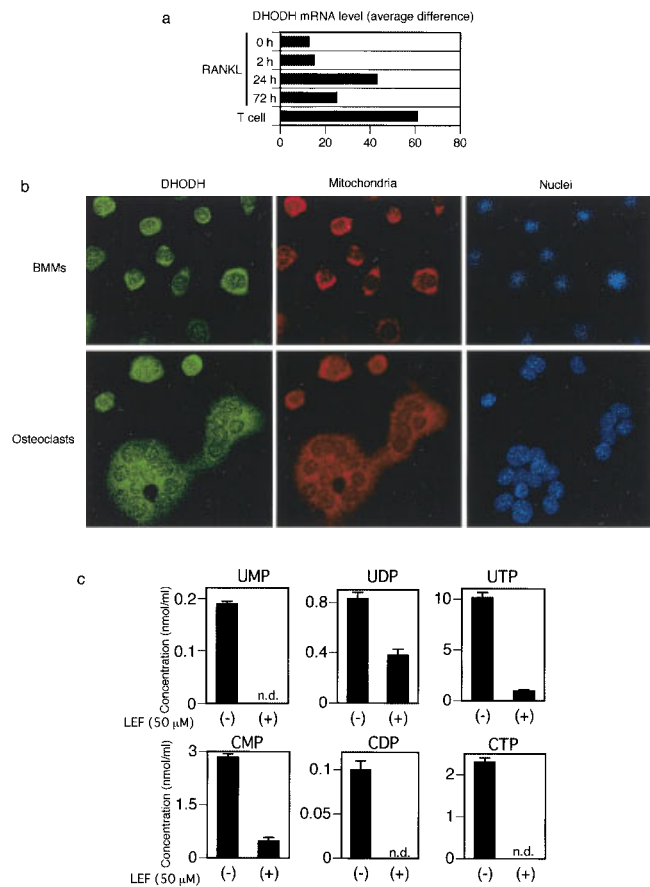 a
DHODH mRNA level (average difference)
0 h
2 h
RANKL
24 h
72 h
T cell
0 20 40 60 80
b
DHODH Mitochondria Nuclei
BMMs
Osteoclasts
c
UMP UDP UTP
Concentration (nmol/ml)
0.2 0.8 10
0.1 0.4 5
n.d.
0 0 0
LEF (50 μM) (-) (+) (-) (+) (-) (+)
CMP CDP CTP
Concentration (nmol/ml)
3 0.1 2
1.5 0.05 1
n.d. n.d.
0 0 0
LEF (50 μM) (-) (+) (-) (+) (-) (+)